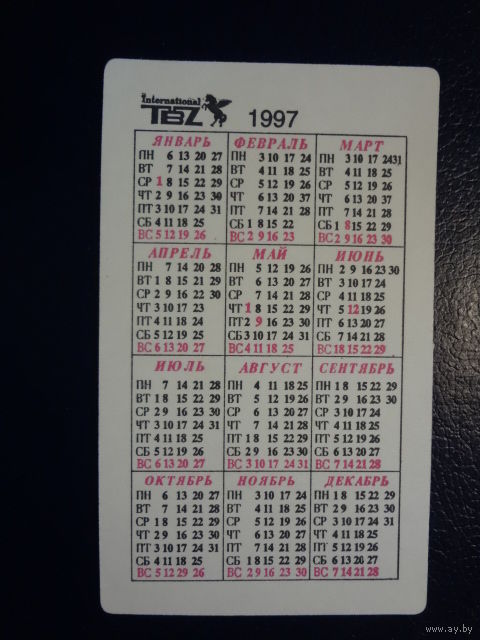 International
TBZ 1997
ЯНВАРЬ
ПН 6 13 20 27
ВТ 7 14 21 28
СР 1 8 15 22 29
ЧТ 2 9 16 23 30
ПТ 3 10 17 24 31
СБ 4 11 18 25
ВС 5 12 19 26
ФЕВРАЛЬ
ПН 3 10 17 24
ВТ 4 11 18 25
СР 5 12 19 26
ЧТ 6 13 20 37
ПТ 7 14 21 28
СБ 1 8 15 22
ВС 2 9 16 23
МАРТ
ПН 3 10 17 24 31
ВТ 4 11 18 25
СР 5 12 19 26
ЧТ 6 13 20 37
ПТ 7 14 21 28
СБ 1 8 15 22 29
ВС 2 9 16 23 30
АПРЕЛЬ
ПН 7 14 20 28
ВТ 1 8 15 21 29
СР 2 9 16 22 30
ЧТ 3 10 17 23
ПТ 4 11 18 24
СБ 5 12 19 25
ВС 6 13 20 27
МАЙ
ПН 5 12 19 26
ВТ 6 13 20 27
СР 7 14 21 28
ЧТ 1 8 15 22 29
ПТ 2 9 16 23 30
СБ 3 10 17 24 31
ВС 4 11 18 25
ИЮНЬ
ПН 2 9 16 23 30
ВТ 3 10 17 24
СР 4 11 18 25
ЧТ 5 12 19 26
ПТ 6 13 20 27
СБ 7 14 21 28
ВС 18 15 22 29
ИЮЛЬ
ПН 7 14 21 28
ВТ 1 8 15 22 29
СР 2 9 16 23 30
ЧТ 3 10 17 24 31
ПТ 4 11 18 25
СБ 5 12 19 26
ВС 6 13 20 27
АВГУСТ
ПН 4 11 18 25
ВТ 5 12 19 26
СР 6 13 20 27
ЧТ 7 14 21 28
ПТ 1 8 15 22 29
СБ 2 9 16 23 30
ВС 3 10 17 24 31
СЕНТЯБРЬ
ПН 1 8 15 22 29
ВТ 2 9 16 23 30
СР 3 10 17 24
ЧТ 4 11 18 25
ПТ 5 12 19 26
СБ 6 13 20 27
ВС 7 14 21 28
ОКТЯБРЬ
ПН 6 13 20 27
ВТ 7 14 21 28
СР 1 8 15 22 29
ЧТ 2 9 16 23 30
ПТ 3 10 17 24 31
СБ 4 11 18 25
ВС 5 12 29 26
НОЯБРЬ
ПН 3 10 17 24
ВТ 4 11 18 25
СР 5 12 19 26
ЧТ 6 13 20 27
ПТ 7 14 21 28
СБ 1 8 15 22 29
ВС 2 9 16 23 30
ДЕКАБРЬ
ПН 1 8 15 22 29
ВТ 2 9 16 23 30
СР 3 10 17 24 31
ЧТ 4 11 18 25
ПТ 5 12 19 26
СБ 6 13 20 27
ВС 7 14 21 28
www.ay.by